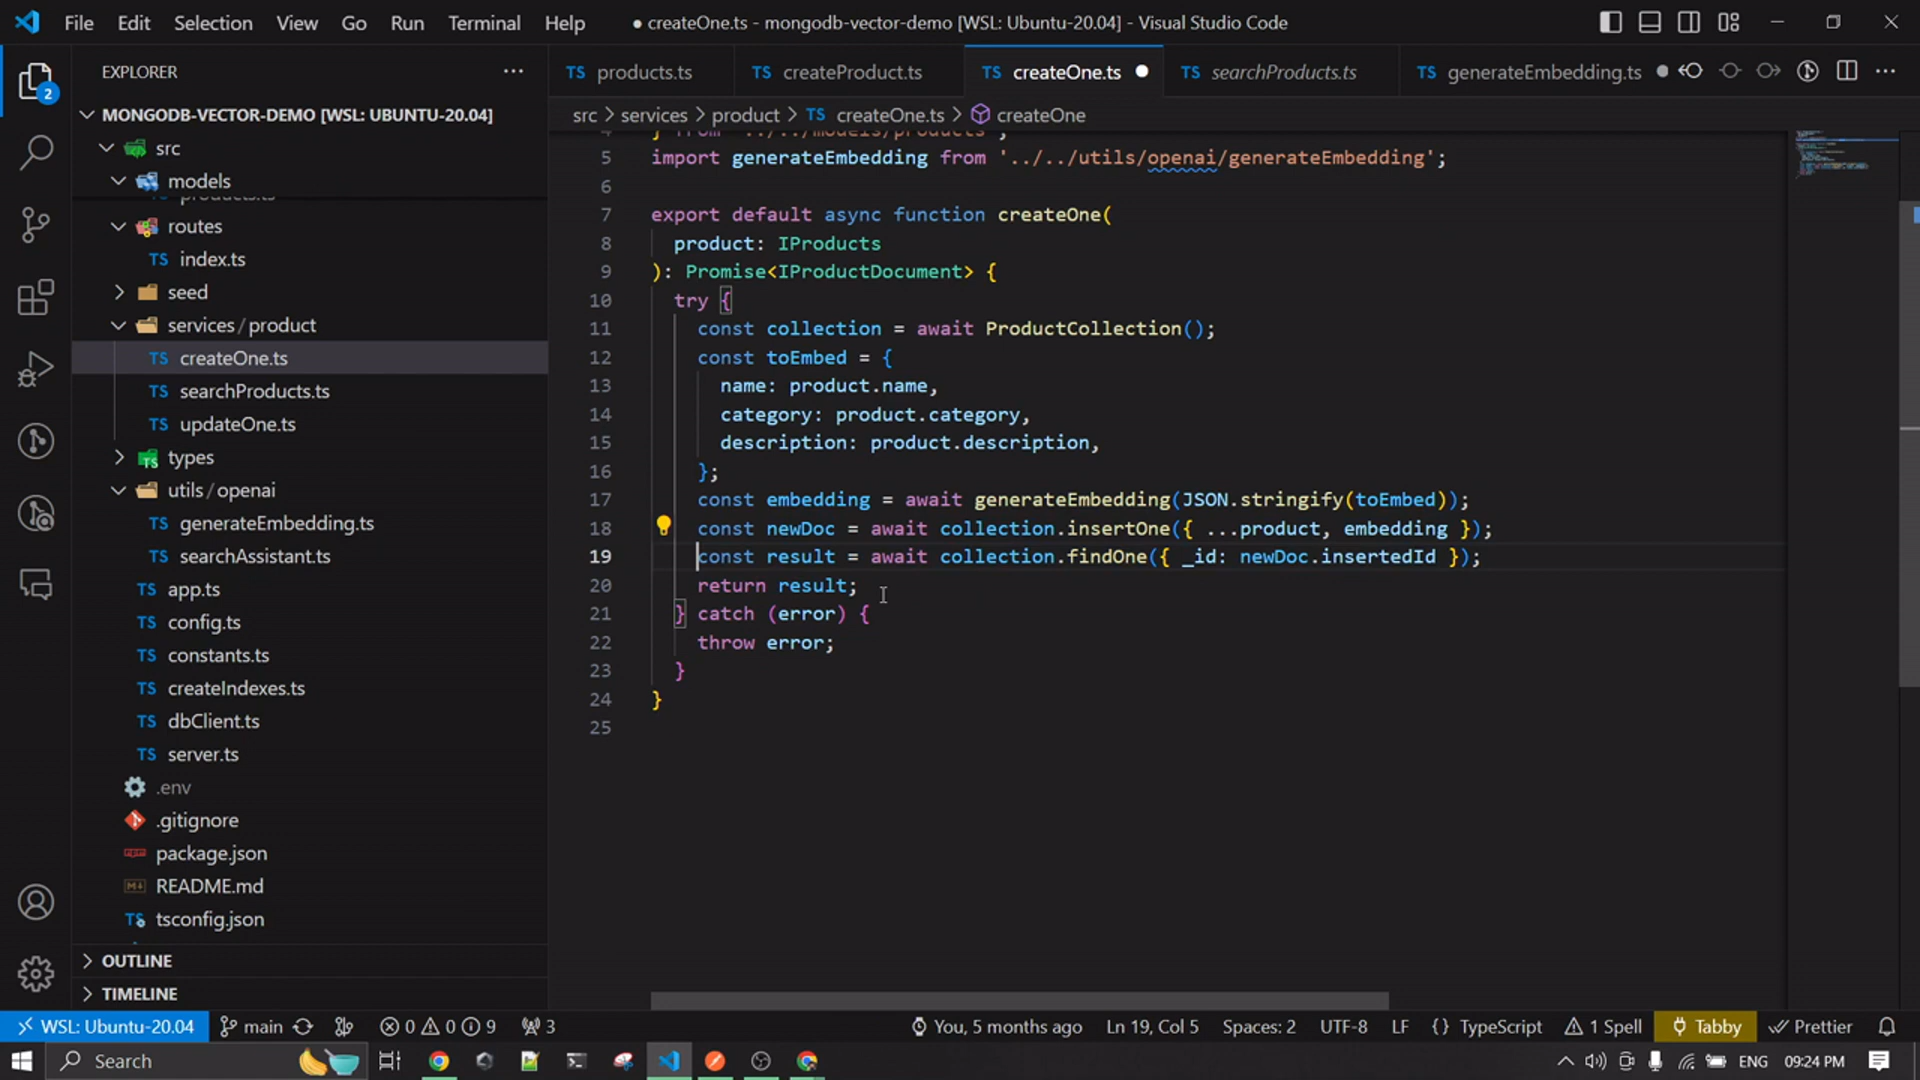 File Edit Selection View Go Run Terminal Help
● createOne.ts - mongodb-vector-demo [WSL: Ubuntu-20.04] - Visual Studio Code
2
EXPLORER
MONGODB-VECTOR-DEMO [WSL: UBUNTU-20.04]
src
models
products.ts
routes
TS index.ts
seed
services / product
TS createOne.ts
TS searchProducts.ts
TS updateOne.ts
types
utils / openai
TS generateEmbedding.ts
TS searchAssistant.ts
TS app.ts
TS config.ts
TS constants.ts
TS createIndexes.ts
TS dbClient.ts
TS server.ts
.env
.gitignore
package.json
README.md
tsconfig.json
OUTLINE
TIMELINE
TS products.ts
TS createProduct.ts
TS createOne.ts
TS searchProducts.ts
TS generateEmbedding.ts
src > services > product > TS createOne.ts > createOne
4 } from '../../models/products';
5 import generateEmbedding from '../../utils/openai/generateEmbedding';
6
7 export default async function createOne(
8 product: IProducts
9 ): Promise<IProductDocument> {
10 try {
11 const collection = await ProductCollection();
12 const toEmbed = {
13 name: product.name,
14 category: product.category,
15 description: product.description,
16 };
17 const embedding = await generateEmbedding(JSON.stringify(toEmbed));
18 const newDoc = await collection.insertOne({ ...product, embedding });
19 const result = await collection.findOne({ _id: newDoc.insertedId });
20 return result;
21 } catch (error) {
22 throw error;
23 }
24 }
25
WSL: Ubuntu-20.04 main 0 0 9 3 You, 5 months ago Ln 19, Col 5 Spaces: 2 UTF-8 LF {} TypeScript 1 Spell Tabby Prettier
Search ENG 09:24 PM